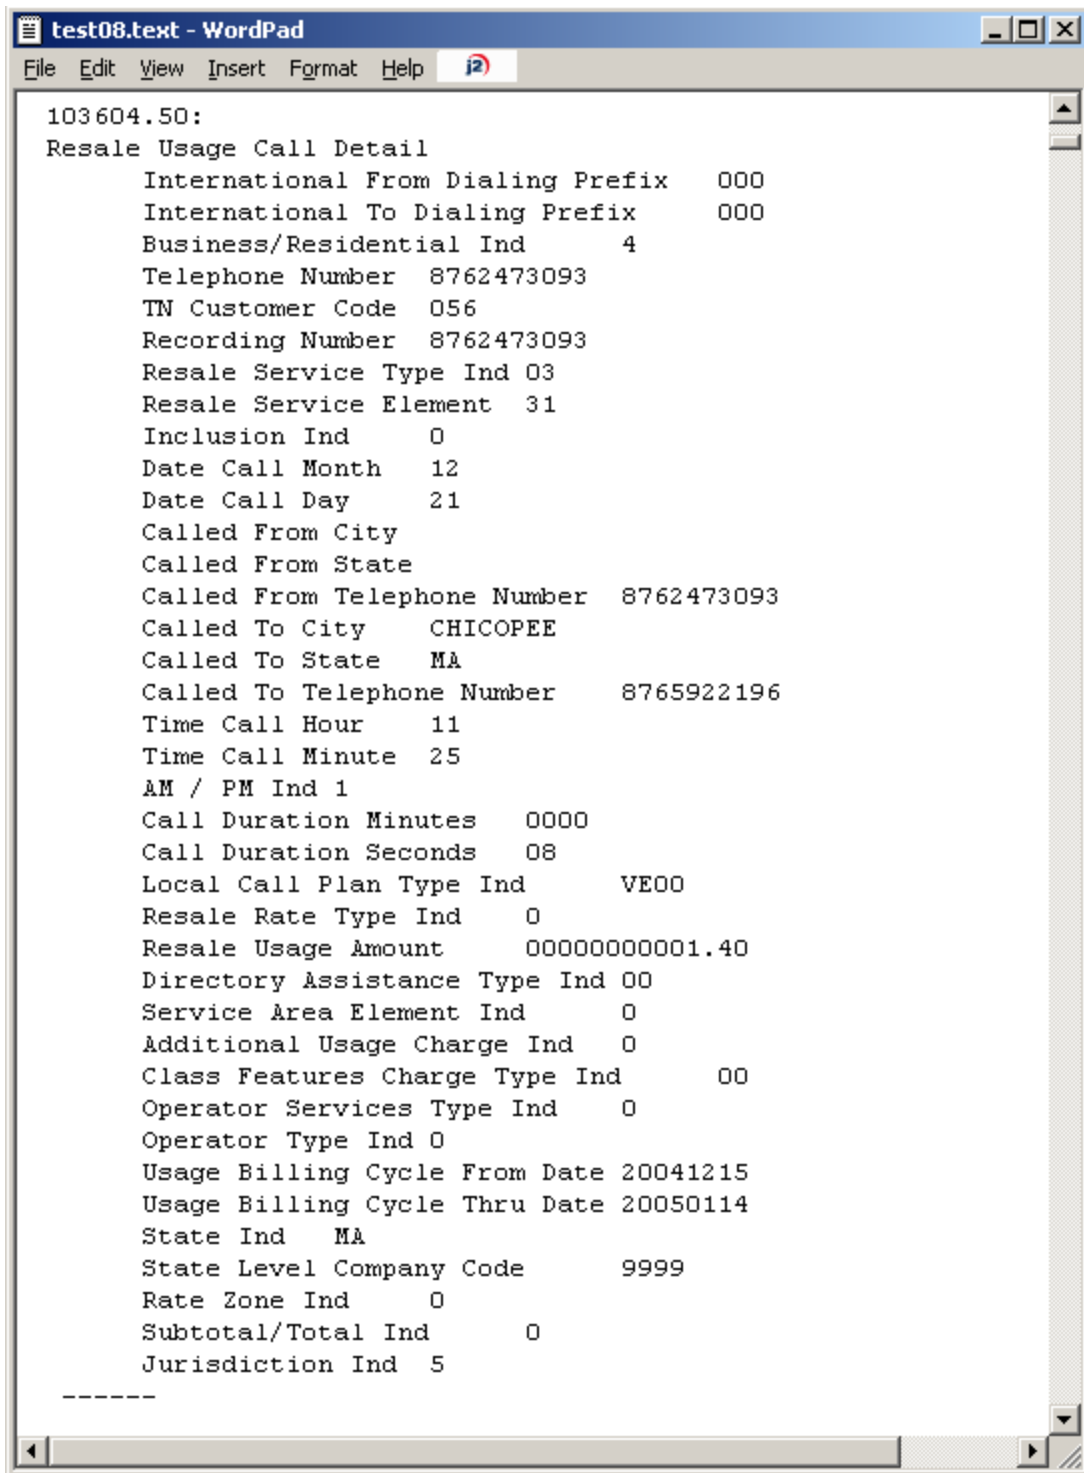 test08.text - WordPad
File Edit View Insert Format Help j2
103604.50:
Resale Usage Call Detail
International From Dialing Prefix 000
International To Dialing Prefix 000
Business/Residential Ind 4
Telephone Number 8762473093
TN Customer Code 056
Recording Number 8762473093
Resale Service Type Ind 03
Resale Service Element 31
Inclusion Ind 0
Date Call Month 12
Date Call Day 21
Called From City
Called From State
Called From Telephone Number 8762473093
Called To City CHICOPEE
Called To State MA
Called To Telephone Number 8765922196
Time Call Hour 11
Time Call Minute 25
AM / PM Ind 1
Call Duration Minutes 0000
Call Duration Seconds 08
Local Call Plan Type Ind VE00
Resale Rate Type Ind 0
Resale Usage Amount 00000000001.40
Directory Assistance Type Ind 00
Service Area Element Ind 0
Additional Usage Charge Ind 0
Class Features Charge Type Ind 00
Operator Services Type Ind 0
Operator Type Ind 0
Usage Billing Cycle From Date 20041215
Usage Billing Cycle Thru Date 20050114
State Ind MA
State Level Company Code 9999
Rate Zone Ind 0
Subtotal/Total Ind 0
Jurisdiction Ind 5
------